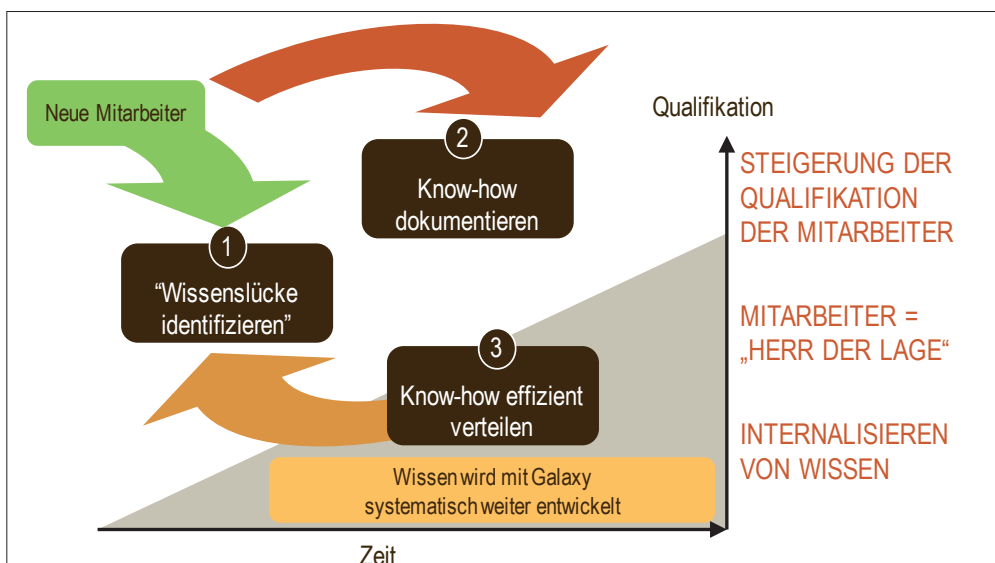 Neue Mitarbeiter
1
“Wissenslücke
identifizieren”
2
Know-how
dokumentieren
3
Know-how effizient
verteilen
Wissen wird mit Galaxy
systematisch weiter entwickelt
Zeit
Qualifikation
STEIGERUNG DER
QUALIFIKATION
DER MITARBEITER
MITARBEITER =
„HERR DER LAGE“
INTERNALISIEREN
VON WISSEN